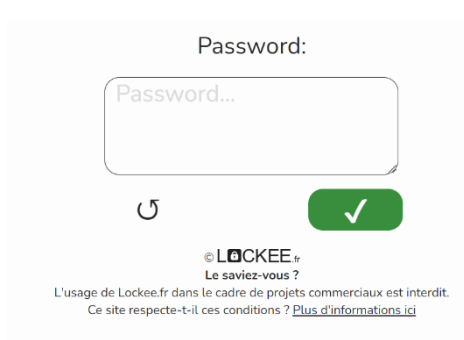 Password:
Password...
© LOCKEE.fr
Le saviez-vous ?
L'usage de Lockee.fr dans le cadre de projets commerciaux est interdit.
Ce site respecte-t-il ces conditions ? Plus d'informations ici